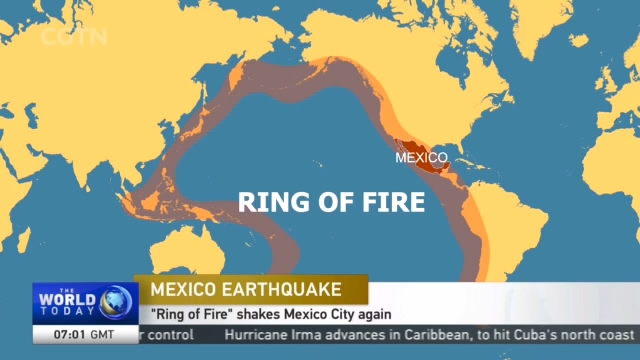 CGTN
MEXICO
RING OF FIRE
MEXICO EARTHQUAKE
THE
WORLD
TODAY
"Ring of Fire" shakes Mexico City again
07:01 GMT
er control Hurricane Irma advances in Caribbean, to hit Cuba's north coast